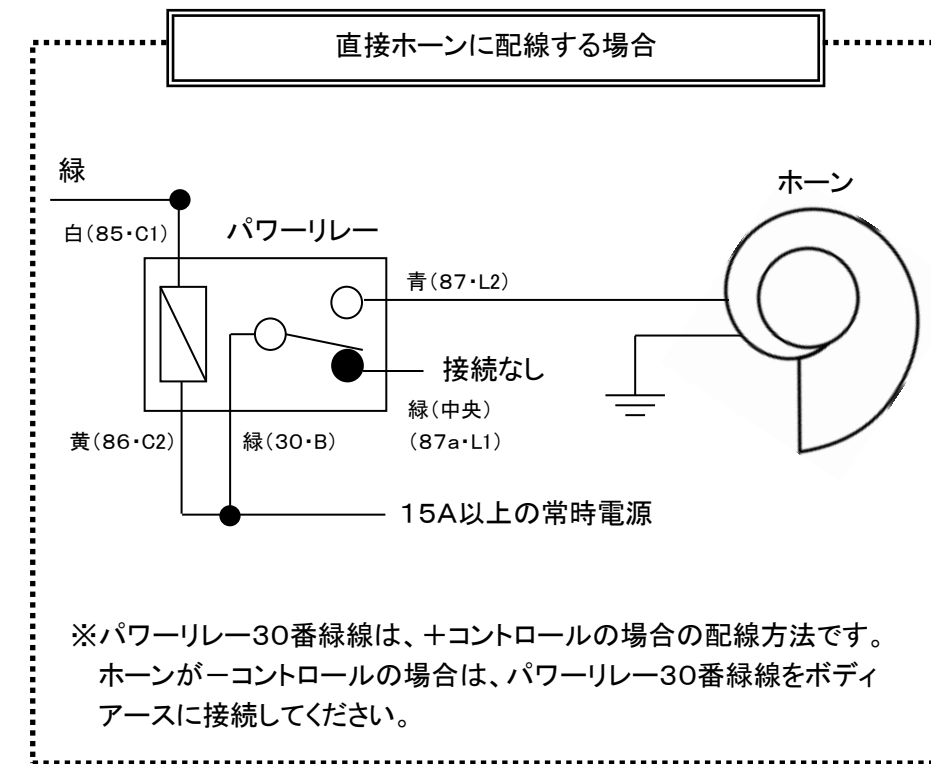 直接ホーンに配線する場合
緑
白(85・C1)
パワーリレー
ホーン
青(87・L2)
接続なし
緑(中央)
(87a・L1)
黄(86・C2)
緑(30・B)
15A以上の常時電源
※パワーリレー30番緑線は、+コントロールの場合の配線方法です。
ホーンが-コントロールの場合は、パワーリレー30番緑線をボディ
アースに接続してください。